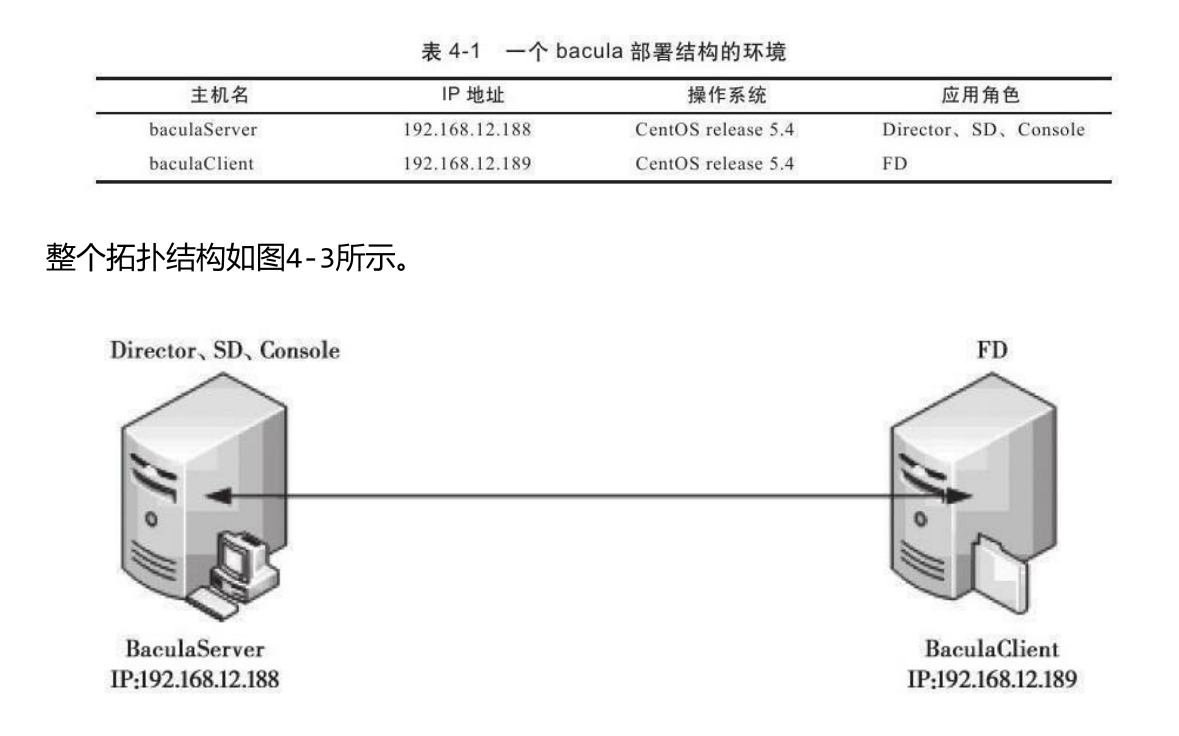 表 4-1 一个 bacula 部署结构的环境
主机名 IP 地址 操作系统 应用角色
baculaServer 192.168.12.188 CentOS release 5.4 Director、SD、Console
baculaClient 192.168.12.189 CentOS release 5.4 FD
整个拓扑结构如图4-3所示。
Director、SD、Console FD
BaculaServer BaculaClient
IP:192.168.12.188 IP:192.168.12.189